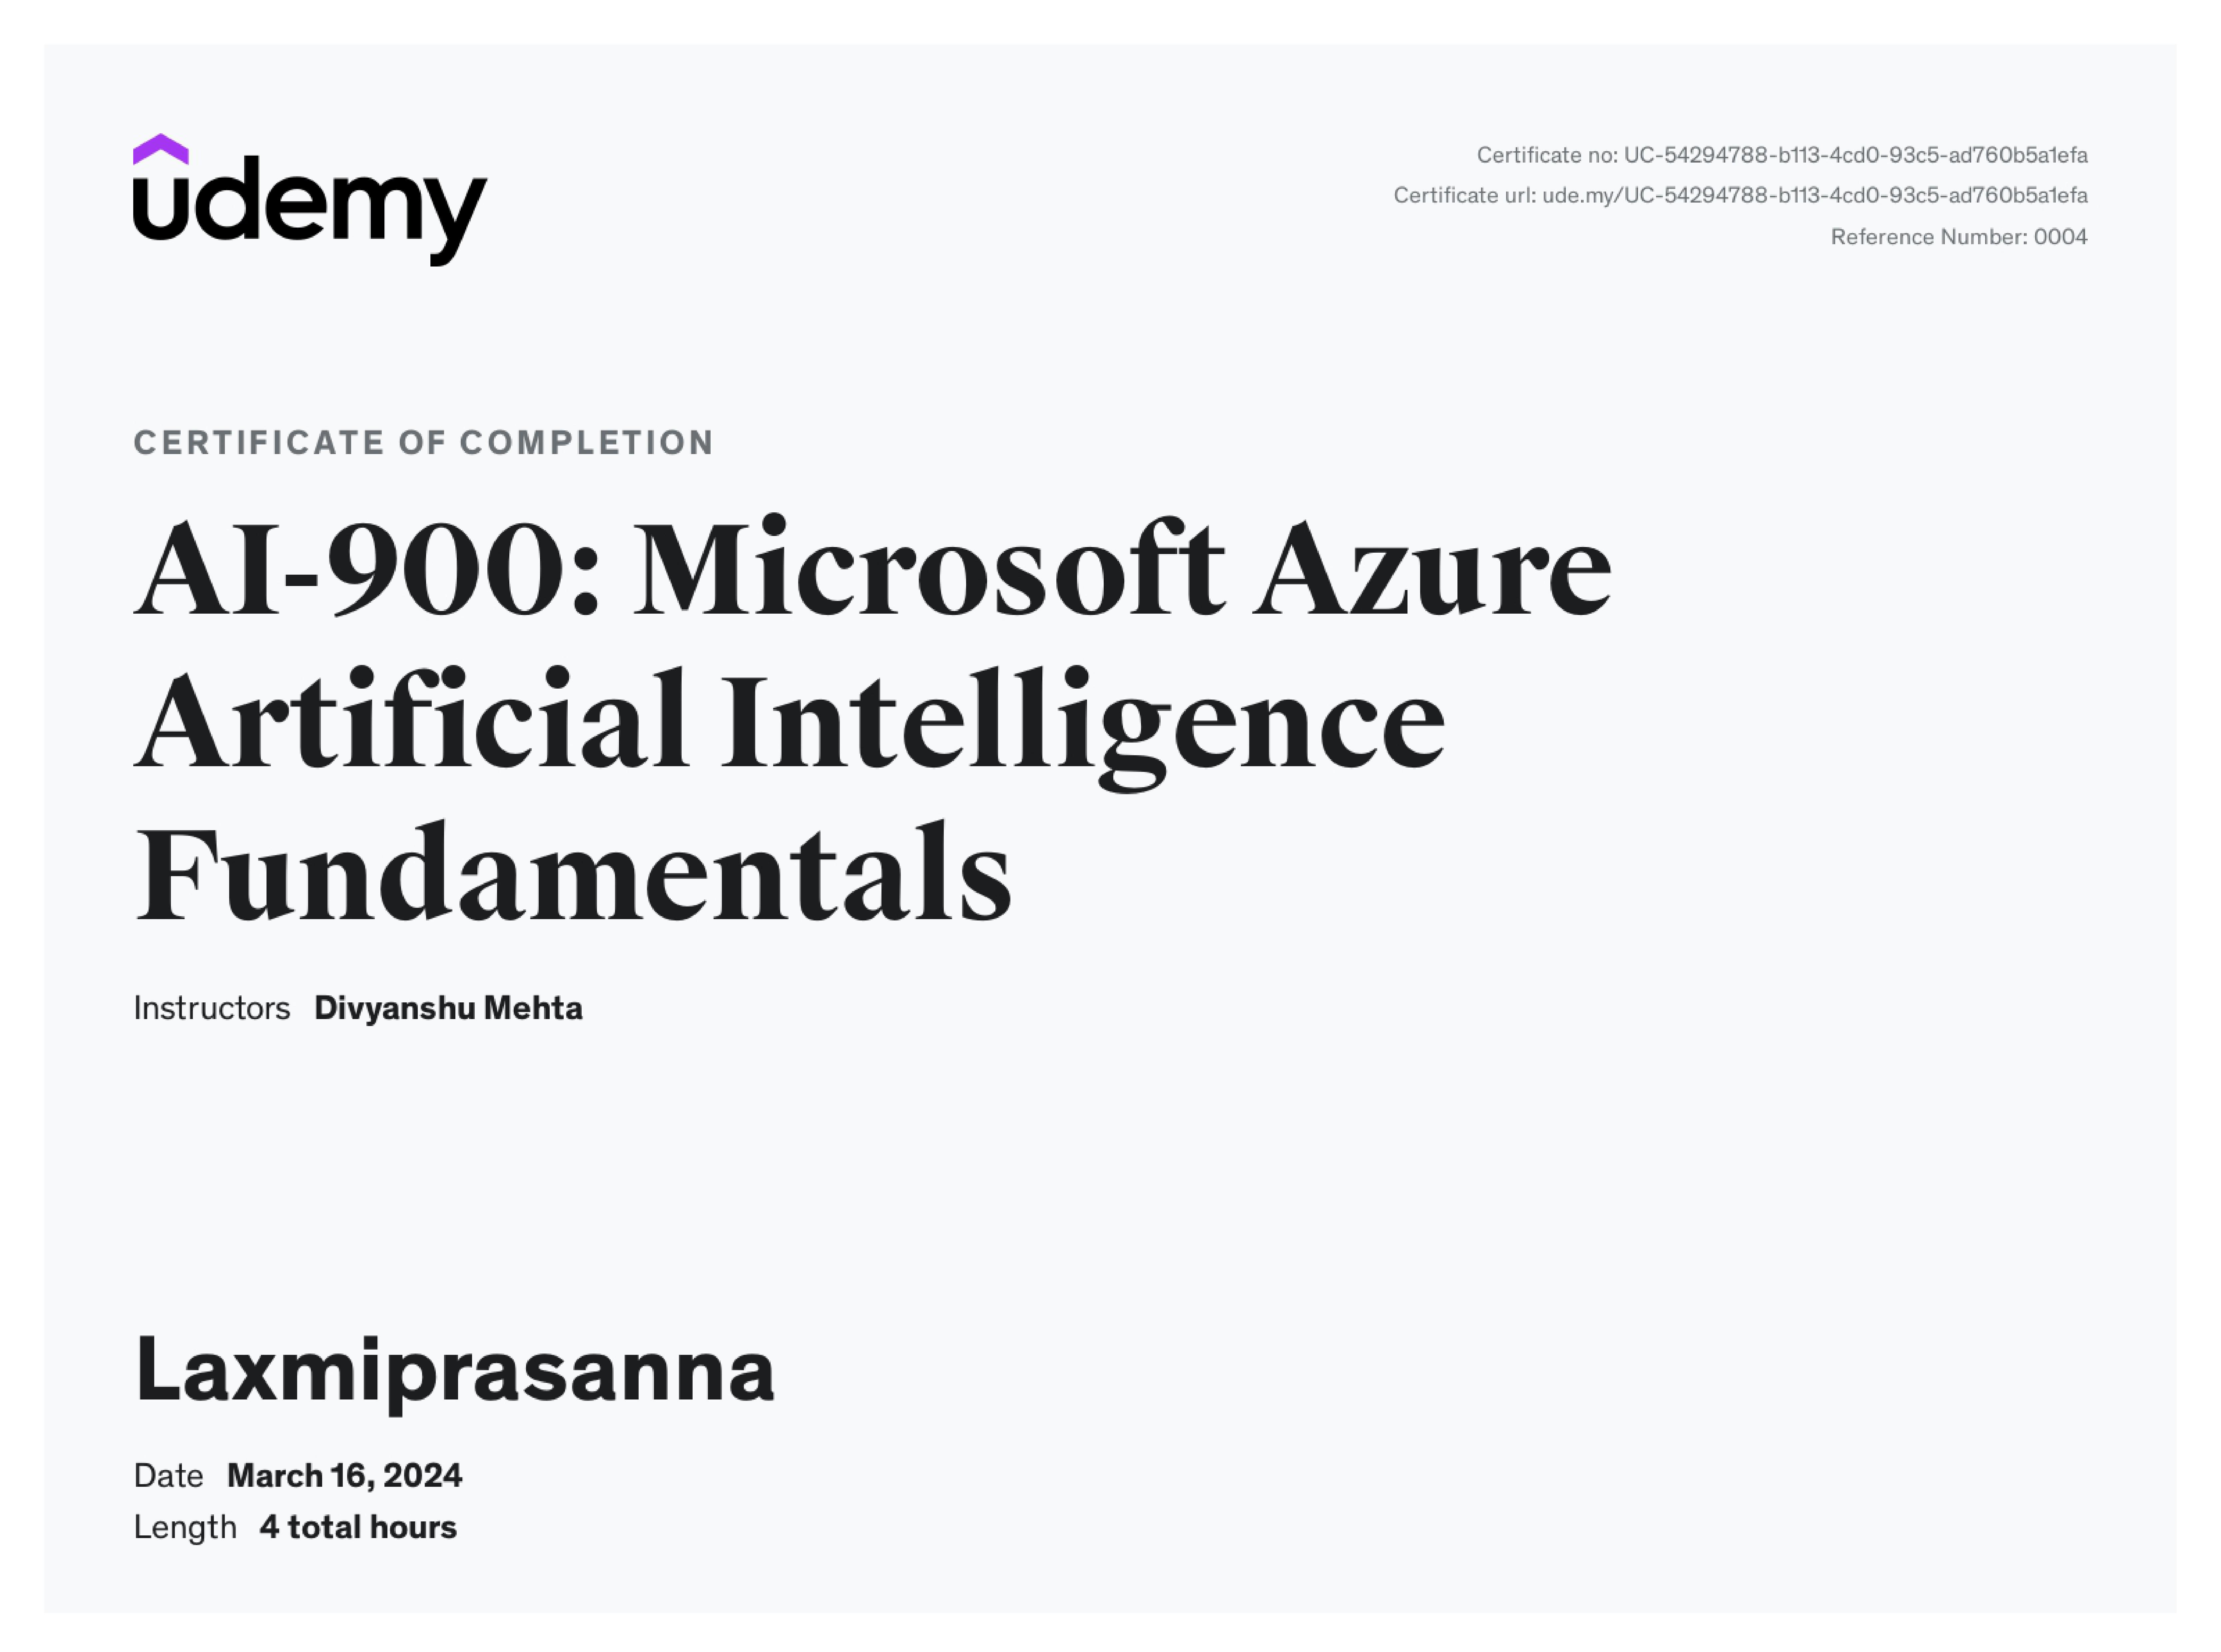 udemy
Certificate no: UC-54294788-b113-4cd0-93c5-ad760b5a1efa
Certificate url: ude.my/UC-54294788-b113-4cd0-93c5-ad760b5a1efa
Reference Number: 0004
CERTIFICATE OF COMPLETION
AI-900: Microsoft Azure
Artificial Intelligence
Fundamentals
Instructors Divyanshu Mehta
Laxmiprasanna
Date March 16, 2024
Length 4 total hours